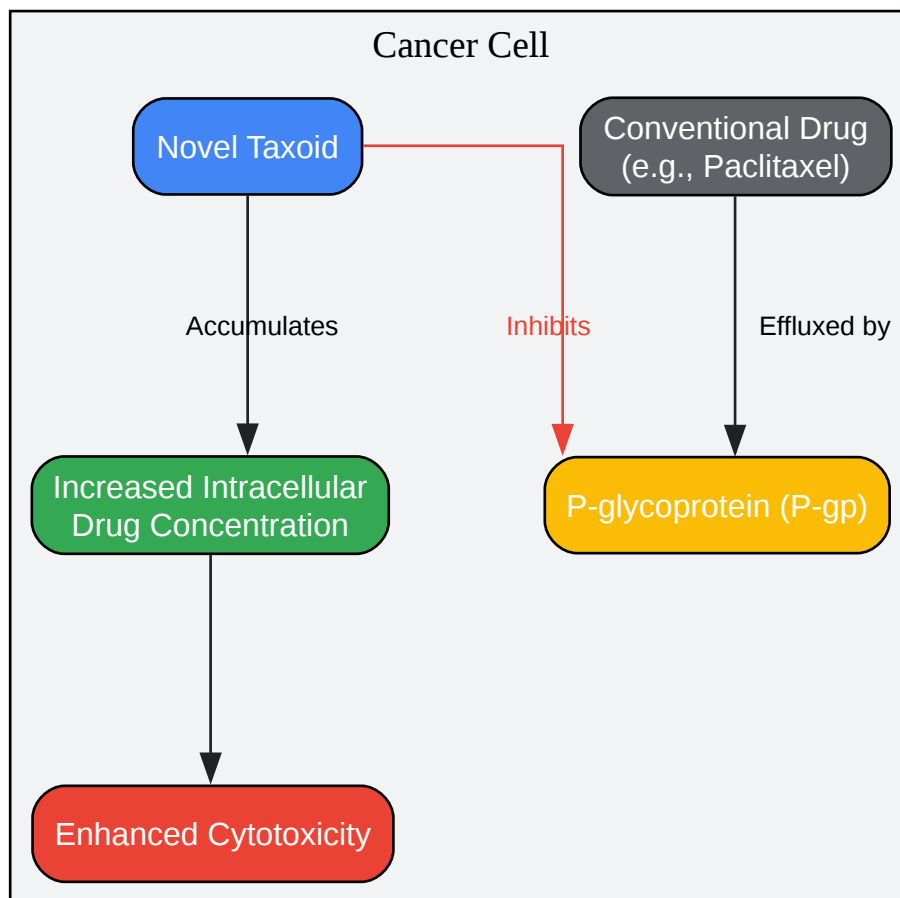 Cancer Cell
Novel Taxoid
Conventional Drug
(e.g., Paclitaxel)
Accumulates
Inhibits
Effluxed by
Increased Intracellular
Drug Concentration
P-glycoprotein (P-gp)
Enhanced Cytotoxicity